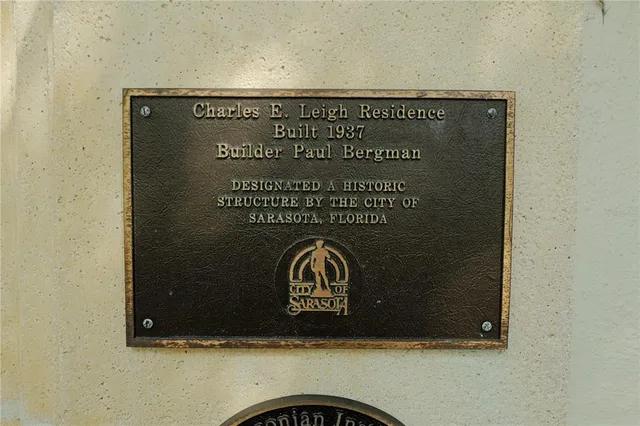 Charles E. Leigh Residence
Built 1937
Builder Paul Bergman
DESIGNATED A HISTORIC
STRUCTURE BY THE CITY OF
SARASOTA, FLORIDA
CITY OF
SARASOTA